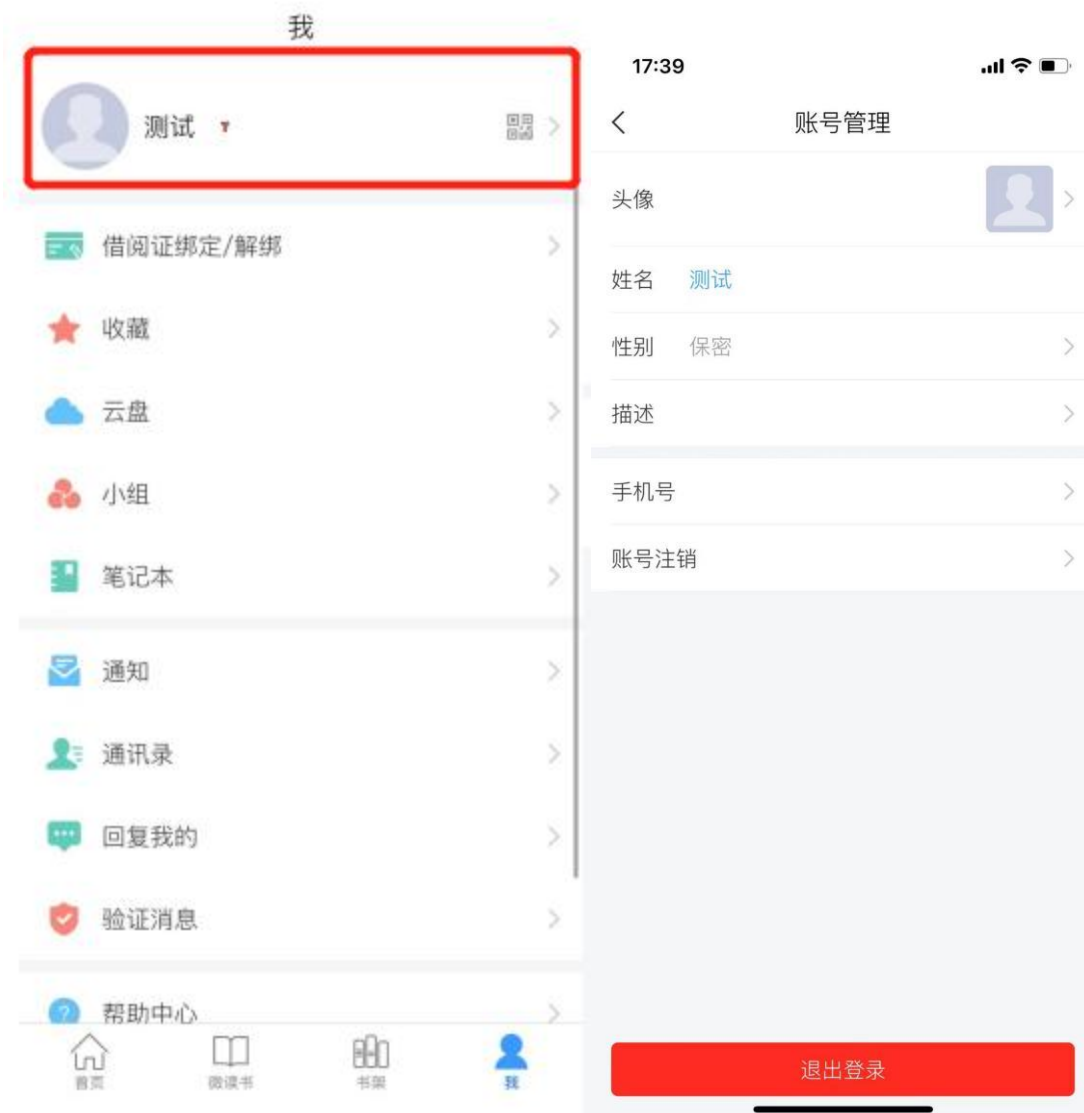 我
测试
借阅证绑定/解绑
收藏
云盘
小组
笔记本
通知
通讯录
回复我的
验证消息
帮助中心
首页
微读书
书架
我
17:39
账号管理
头像
姓名 测试
性别 保密
描述
手机号
账号注销
退出登录